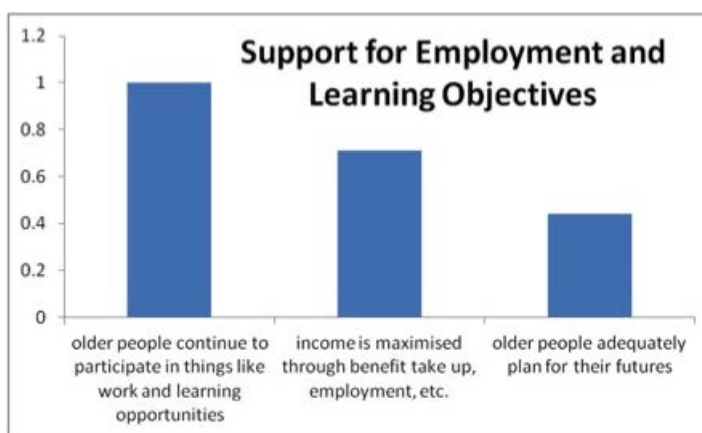 Support for Employment and
Learning Objectives
1.2
1
0.8
0.6
0.4
0.2
0
older people continue to
participate in things like
work and learning
opportunities
income is maximised
through benefit take up,
employment, etc.
older people adequately
plan for their futures